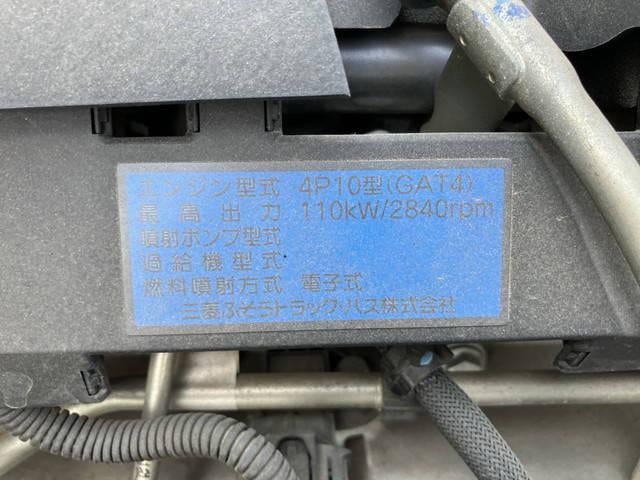 エンジン型式 4P10型(GAT4)
最高出力 110kW/2840rpm
噴射ポンプ型式
過給機型式
燃料噴射方式 電子式
三菱ふそうトラック・バス株式会社